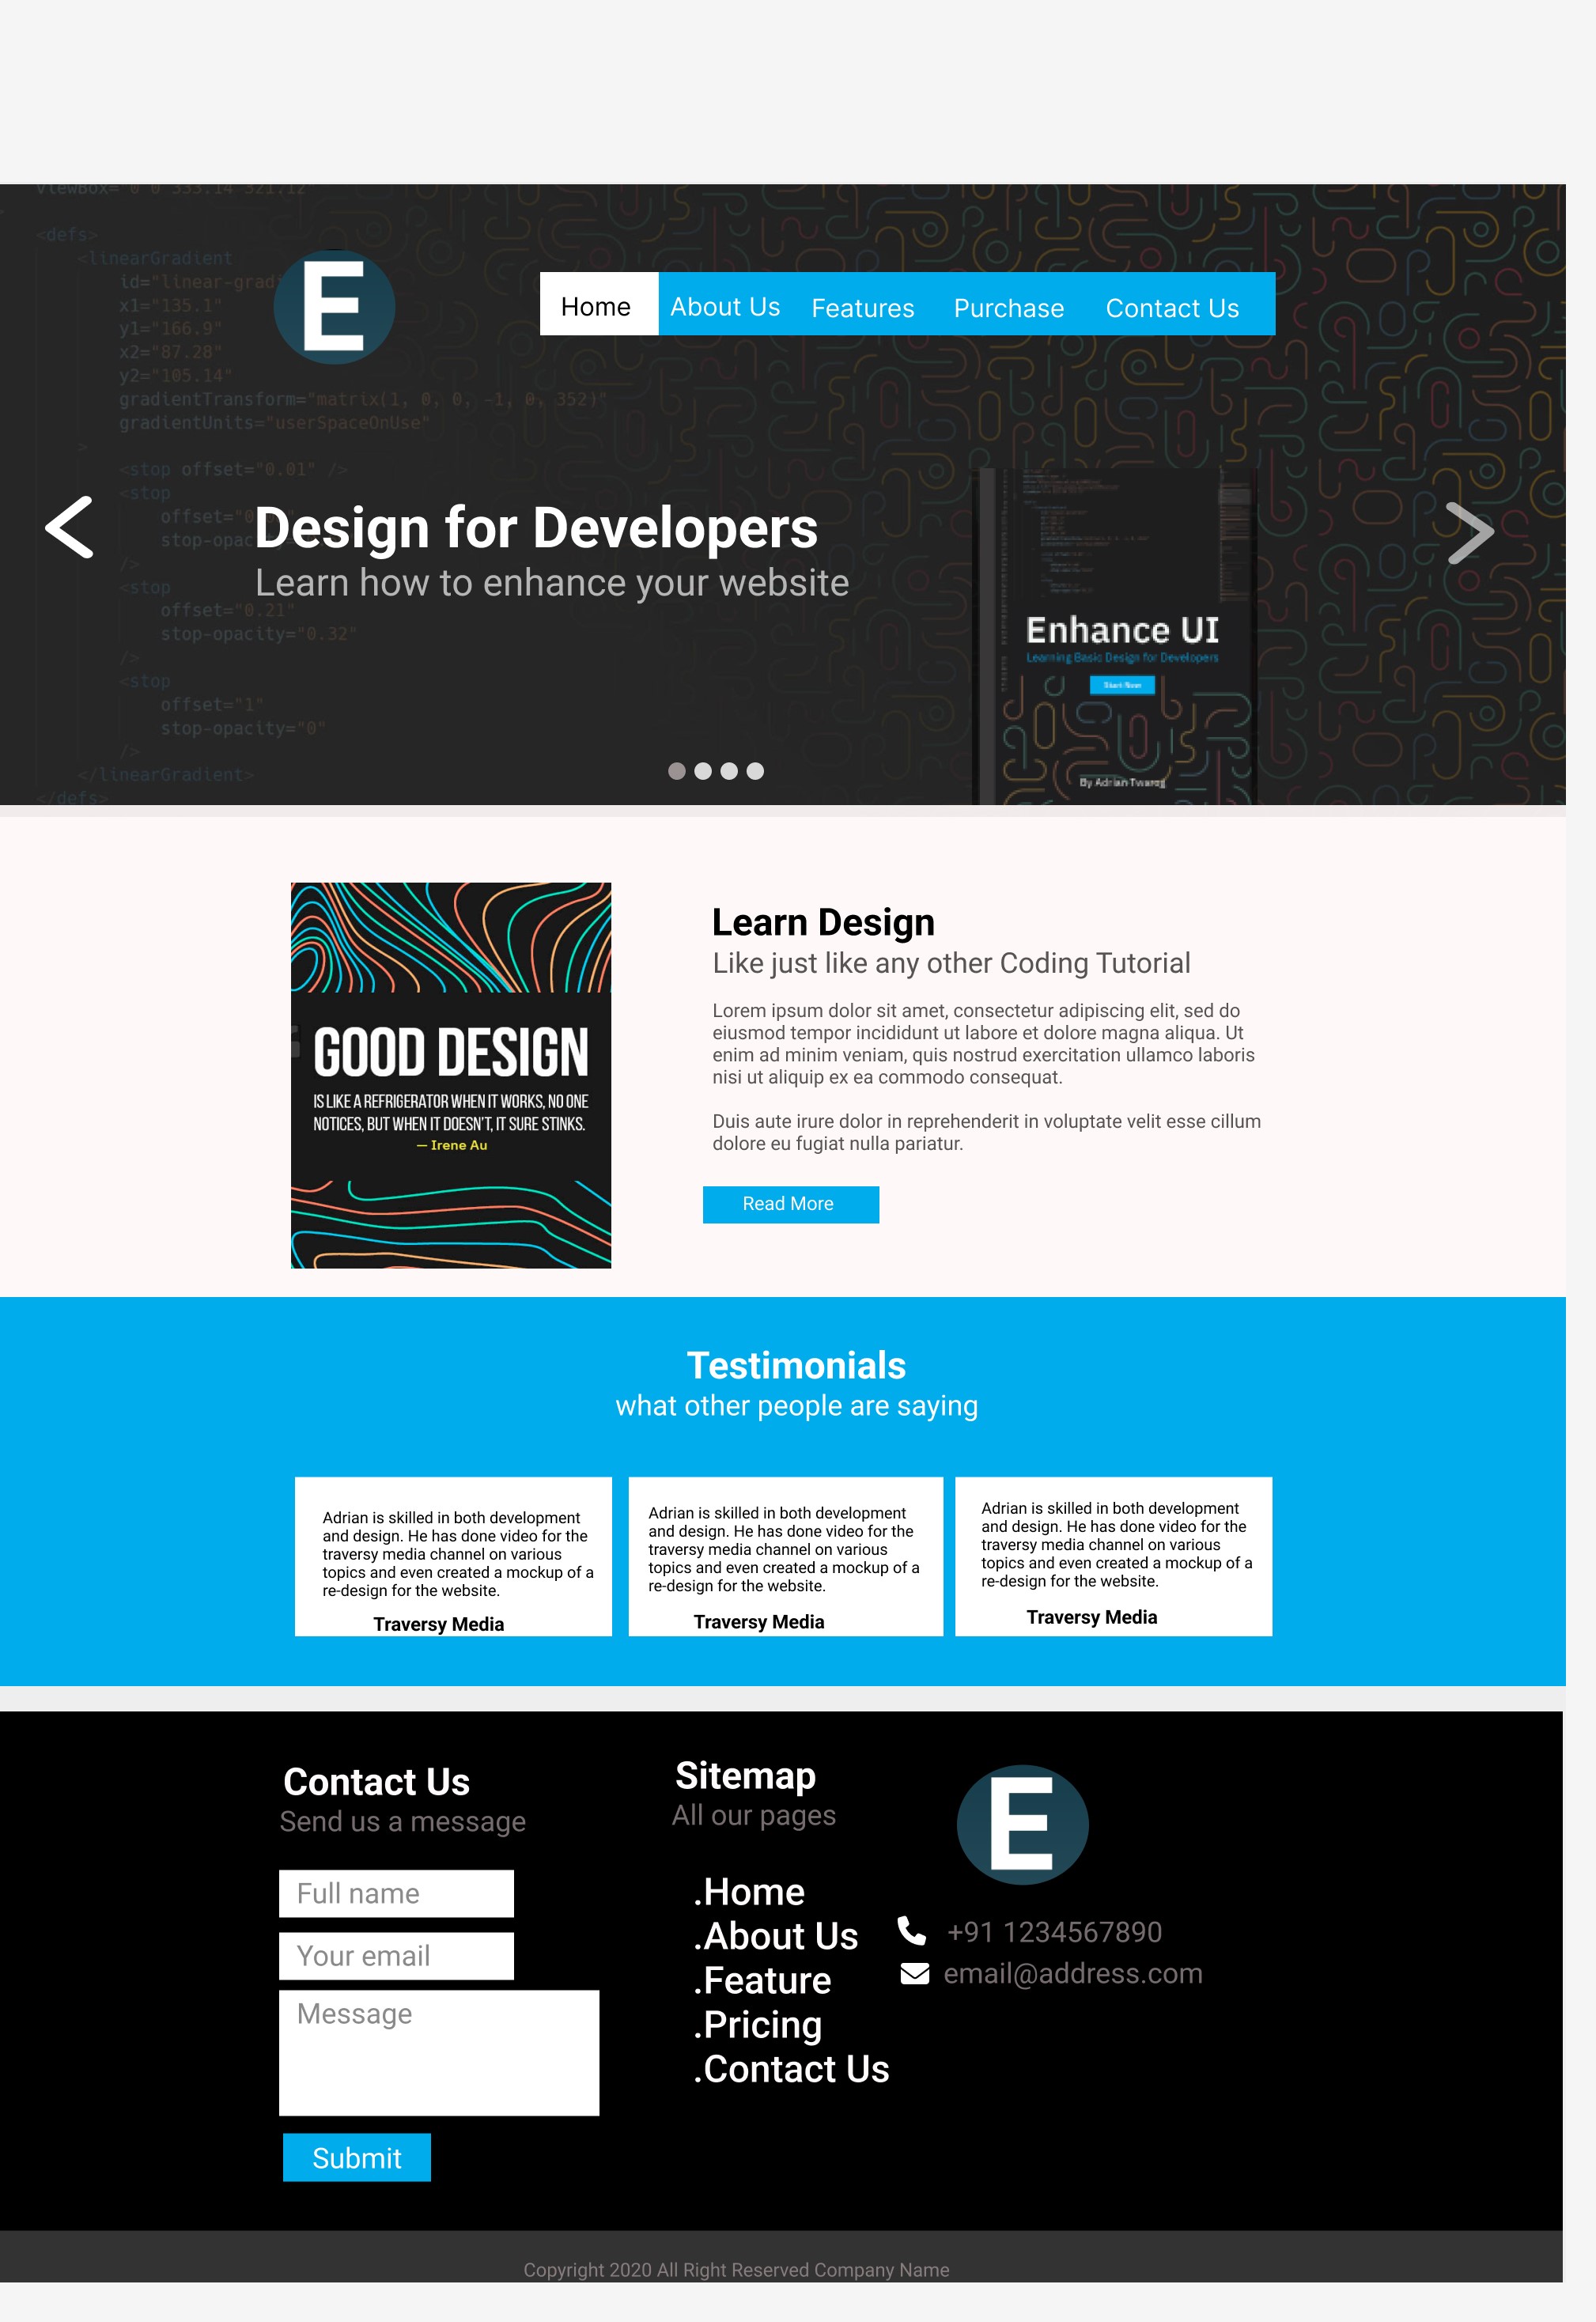 viewBox="0 0 333.14 321.12"
<defs>
<linearGradient
id="linear-gradi
x1="135.1"
y1="166.9"
x2="87.28"
y2="105.14"
gradientTransform="matrix(1, 0, 0, -1, 0, 352)"
gradientUnits="userSpaceOnUse"
>
<stop offset="0.01" />
<stop
offset="0
stop-opac
/>
<stop
offset="0.21"
stop-opacity="0.32"
/>
<stop
offset="1"
stop-opacity="0"
/>
</linearGradient>
</defs>
E
Home About Us Features Purchase Contact Us
Design for Developers
Learn how to enhance your website
Enhance UI
Learning Basic Design for Developers
Start Now
By Adrian Twarog
GOOD DESIGN
IS LIKE A REFRIGERATOR WHEN IT WORKS, NO ONE
NOTICES, BUT WHEN IT DOESN'T, IT SURE STINKS.
— Irene Au
Learn Design
Like just like any other Coding Tutorial
Lorem ipsum dolor sit amet, consectetur adipiscing elit, sed do
eiusmod tempor incididunt ut labore et dolore magna aliqua. Ut
enim ad minim veniam, quis nostrud exercitation ullamco laboris
nisi ut aliquip ex ea commodo consequat.
Duis aute irure dolor in reprehenderit in voluptate velit esse cillum
dolore eu fugiat nulla pariatur.
Read More
Testimonials
what other people are saying
Adrian is skilled in both development
and design. He has done video for the
traversy media channel on various
topics and even created a mockup of a
re-design for the website.
Traversy Media
Adrian is skilled in both development
and design. He has done video for the
traversy media channel on various
topics and even created a mockup of a
re-design for the website.
Traversy Media
Adrian is skilled in both development
and design. He has done video for the
traversy media channel on various
topics and even created a mockup of a
re-design for the website.
Traversy Media
Contact Us
Send us a message
Full name
Your email
Message
Submit
Sitemap
All our pages
.Home
.About Us
.Feature
.Pricing
.Contact Us
E
+91 1234567890
email@address.com
Copyright 2020 All Right Reserved Company Name